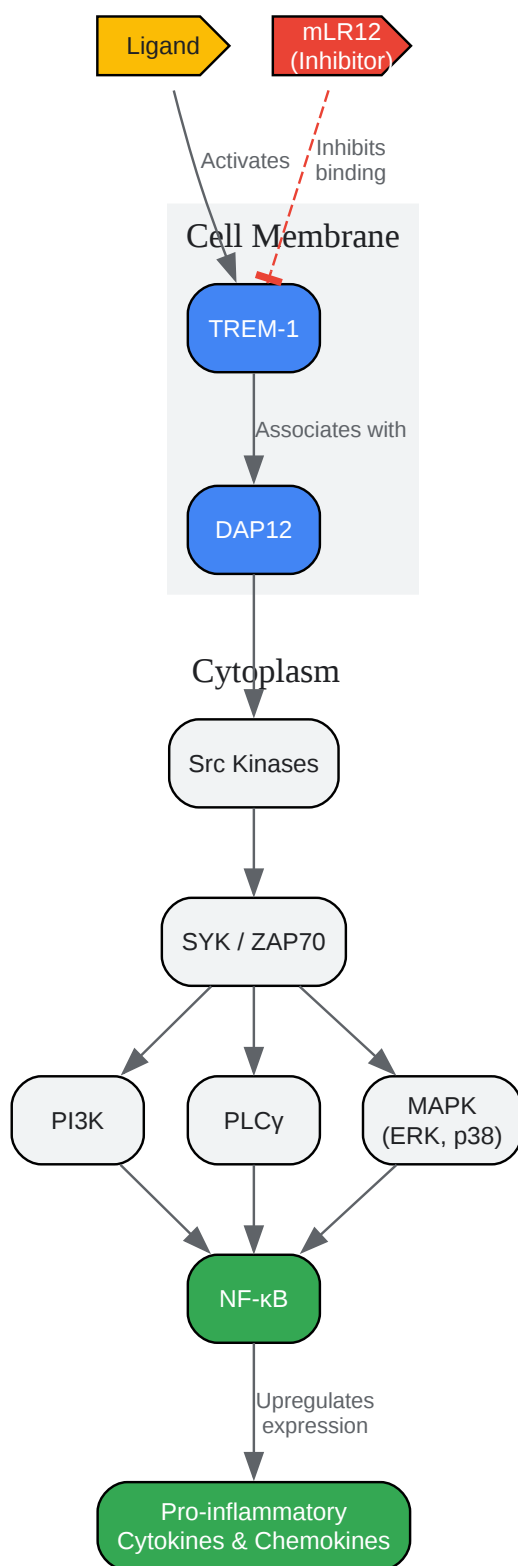 Ligand
mLR12
(Inhibitor)
Activates
Inhibits
binding
Cell Membrane
TREM-1
Associates with
DAP12
Cytoplasm
Src Kinases
SYK / ZAP70
PI3K
PLCγ
MAPK
(ERK, p38)
NF-κB
Upregulates
expression
Pro-inflammatory
Cytokines & Chemokines